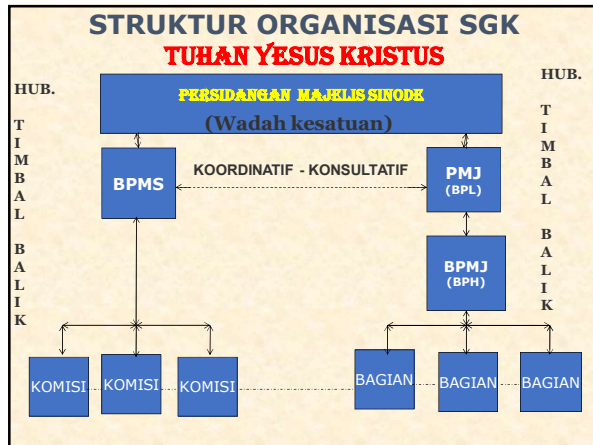 STRUKTUR ORGANISASI SGK
TUHAN YESUS KRISTUS
HUB. TIMBAL BALIK
PERSIDANGAN MAJELIS SINODE
(Wadah kesatuan)
HUB. TIMBAL BALIK
BPMS
KOORDINATIF - KONSULTATIF
PMJ
(BPL)
BPMJ
(BPH)
KOMISI
KOMISI
KOMISI
BAGIAN
BAGIAN
BAGIAN